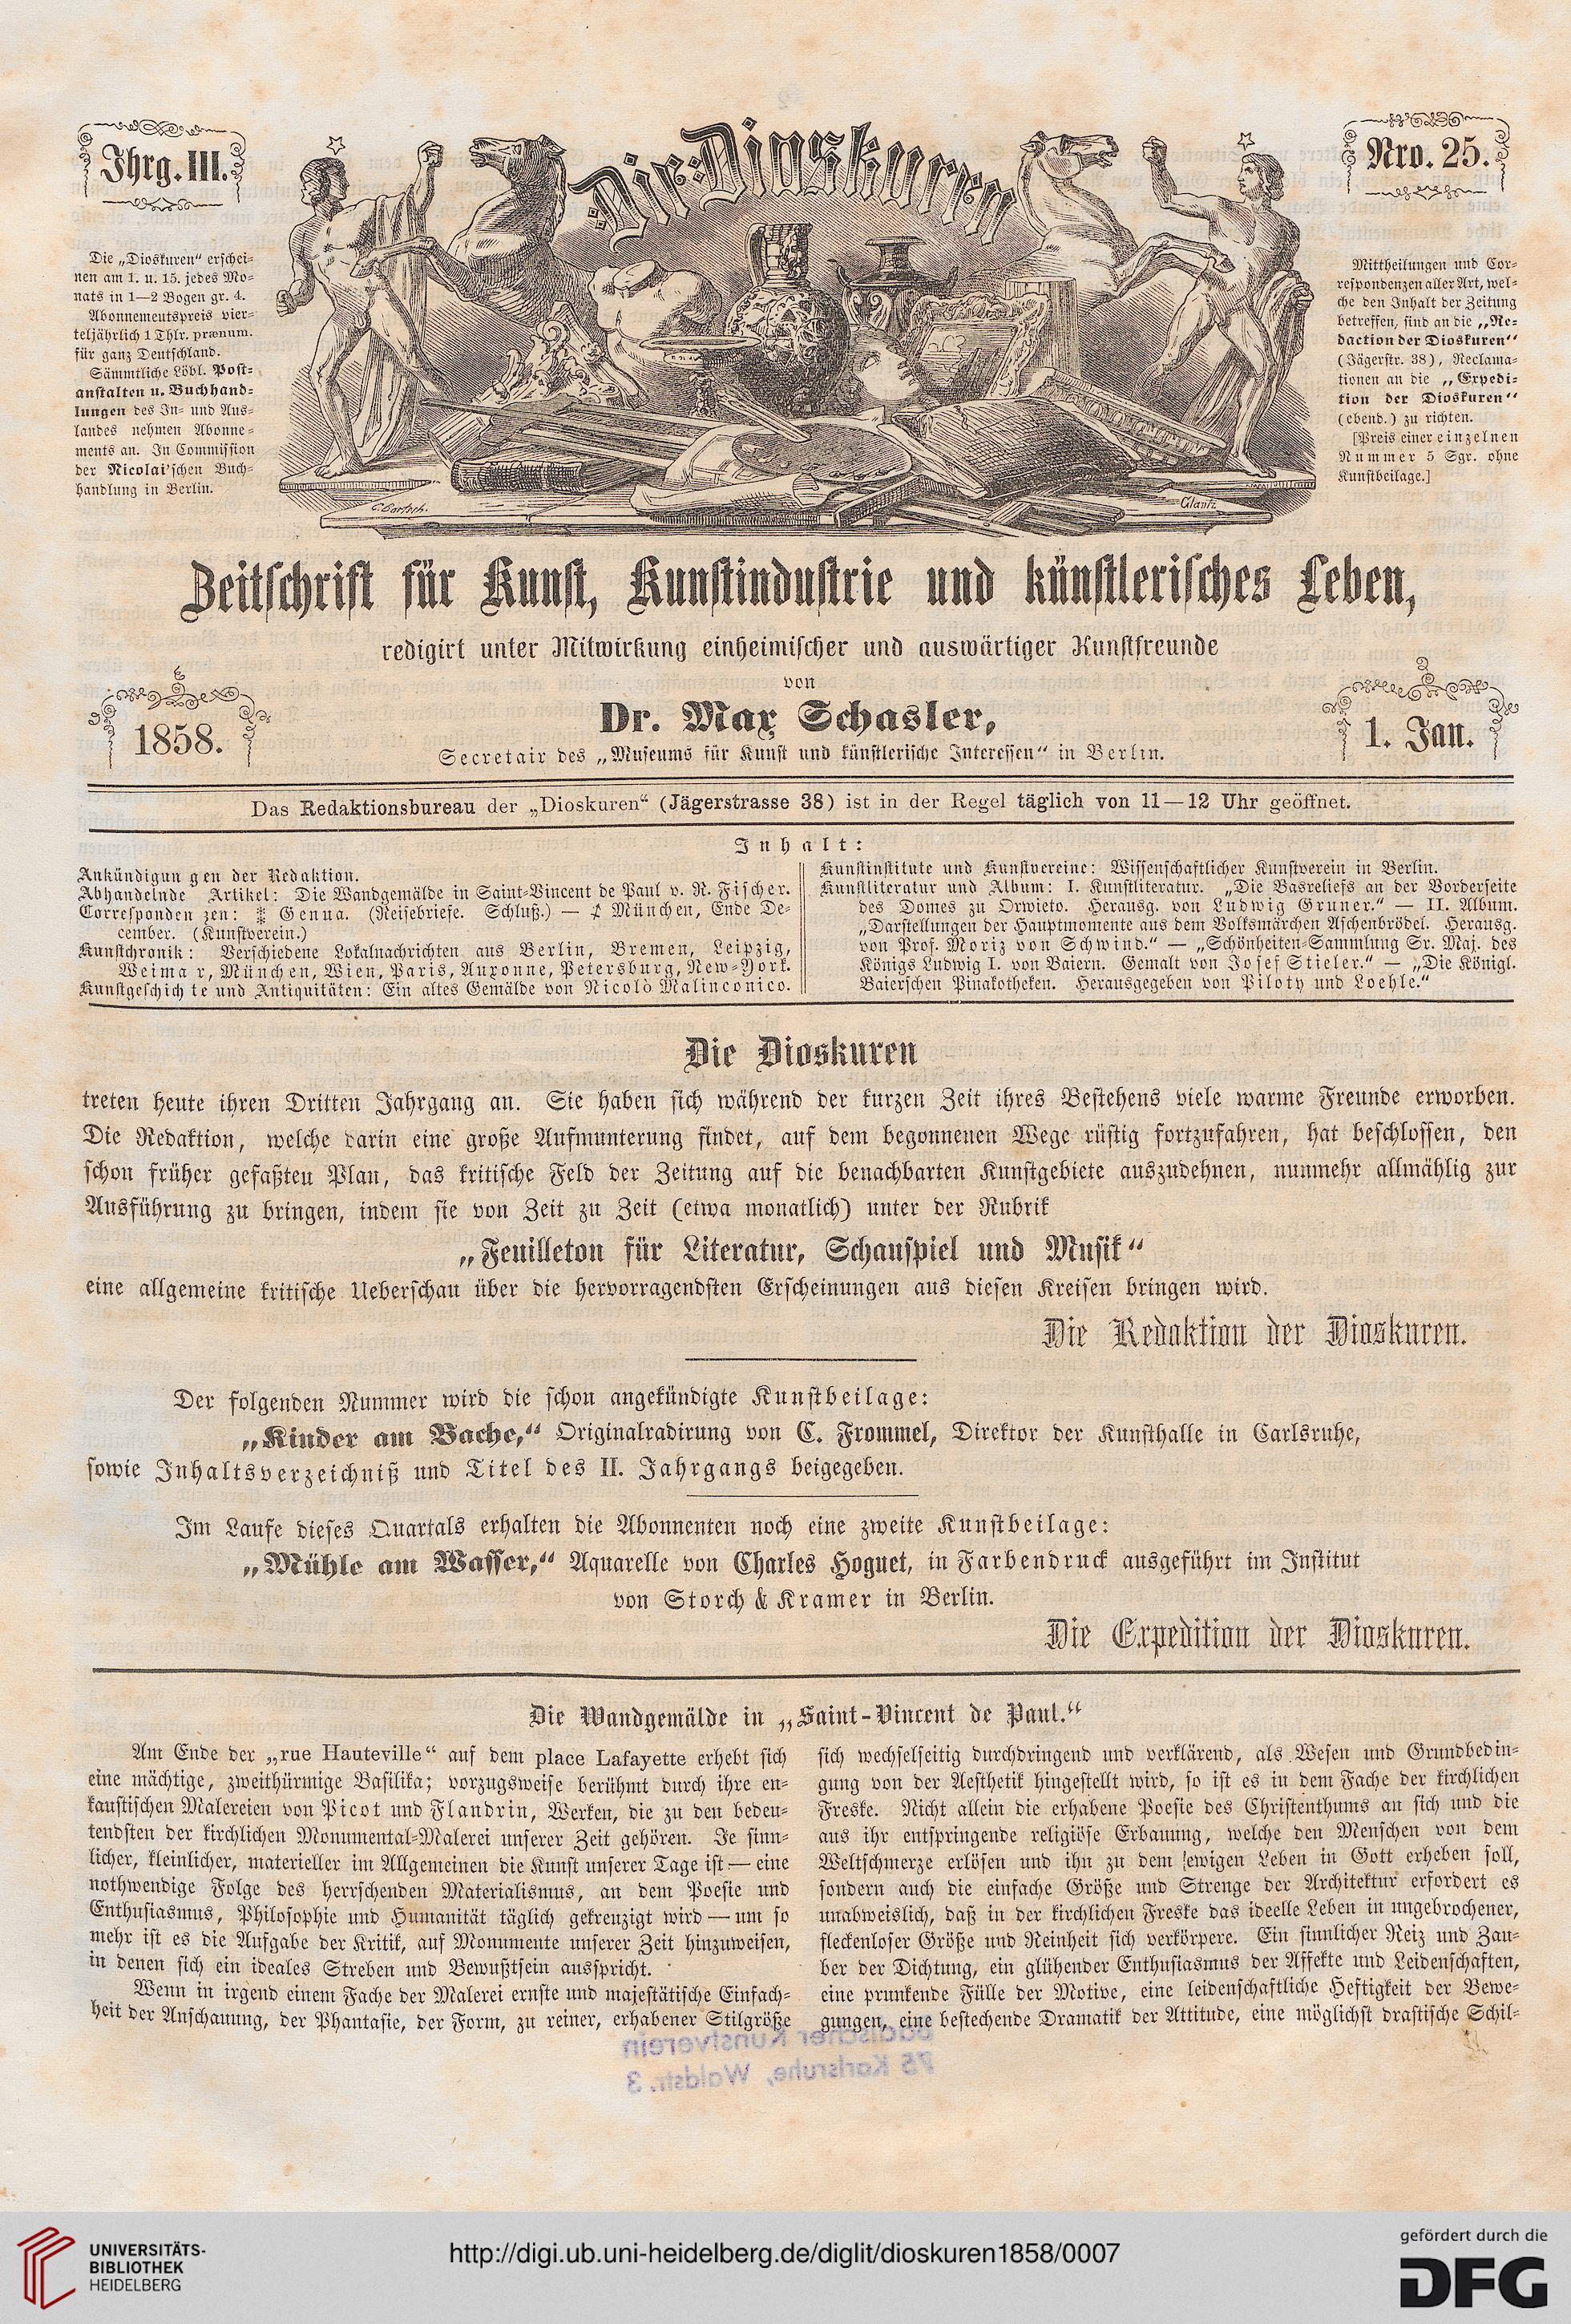 Jhrg. III.
Die Dioskuren
Nro. 25.
Die „Dioskuren“ erschei-
nen am 1. u. 15. jedes Mo-
nats in 1—2 Bogen gr. 4.
Abonnementspreis vier-
teljährlich 1 Thlr. prænum.
für ganz Deutschland.
Sämmtliche Löbl. Post-
anstalten u. Buchhand-
lungen des In- und Aus-
landes nehmen Abonne-
ments an. In Commission
der Nicolai'schen Buch-
handlung in Berlin.
Mittheilungen und Cor-
respondenzen aller Art, wel-
che den Inhalt der Zeitung
betreffen, sind an die „Re-
daction der Dioskuren“
(Jägerstr. 38), Reclama-
tionen an die „Expedi-
tion der Dioskuren“
(ebend.) zu richten.
[Preis einer einzelnen
Nummer 5 Sgr. ohne
Kunstbeilage.]
C. Bartsch.
Glantz
Zeitschrift für Kunst, Kunstindustrie und künstlerisches Leben,
redigirt unter Mitwirkung einheimischer und auswärtiger Kunstfreunde
von
1858.
Dr. Max Schasler,
1. Jan.
Secretair des „Museums für Kunst und künstlerische Interessen“ in Berlin.
Das Redaktionsbureau der „Dioskuren“ (Jägerstrasse 38) ist in der Regel täglich von 11—12 Uhr geöffnet.
Inhalt:
Ankündigungen der Redaktion.
Abhandelnde Artikel: Die Wandgemälde in Saint-Vincent de Paul v. R. Fischer.
Correspondenzen: Genua. (Reisebriefe. Schluß.) — München, Ende De-
cember. (Kunstverein.)
Kunstchronik: Verschiedene Lokalnachrichten aus Berlin, Bremen, Leipzig,
Weimar, München, Wien, Paris, Auxonne, Petersburg, New-York.
Kunstgeschichte und Antiquitäten: Ein altes Gemälde von Nicolò Malinconico.
Kunstinstitute und Kunstvereine: Wissenschaftlicher Kunstverein in Berlin.
Kunstliteratur und Album: I. Kunstliteratur. „Die Basreliefs an der Vorderseite
des Domes zu Orwieto. Herausg. von Ludwig Gruner.“ — II. Album.
„Darstellungen der Hauptmomente aus dem Volksmärchen Aschenbrödel. Herausg.
von Prof. Moriz von Schwind.“ — „Schönheiten-Sammlung Sr. Maj. des
Königs Ludwig I. von Baiern. Gemalt von Josef Stieler.“ — „Die Königl.
Baierschen Pinakotheken. Herausgegeben von Piloty und Loehle.“
Die Dioskuren
treten heute ihren Dritten Jahrgang an. Sie haben sich während der kurzen Zeit ihres Bestehens viele warme Freunde erworben.
Die Redaktion, welche darin eine große Aufmunterung findet, auf dem begonnenen Wege rüstig fortzufahren, hat beschlossen, den
schon früher gefaßten Plan, das kritische Feld der Zeitung auf die benachbarten Kunstgebiete auszudehnen, nunmehr allmählig zur
Ausführung zu bringen, indem sie von Zeit zu Zeit (etwa monatlich) unter der Rubrik
„Feuilleton für Literatur, Schauspiel und Musik“
eine allgemeine kritische Ueberschau über die hervorragendsten Erscheinungen aus diesen Kreisen bringen wird.
Die Redaktion der Dioskuren.
Der folgenden Nummer wird die schon angekündigte Kunstbeilage:
„Kinder am Bache,“ Originalradirung von C. Frommel, Direktor der Kunsthalle in Carlsruhe,
sowie Inhaltsverzeichniß und Titel des II. Jahrgangs beigegeben.
Im Laufe dieses Quartals erhalten die Abonnenten noch eine zweite Kunstbeilage:
„Mühle am Wasser,“ Aquarelle von Charles Hoguet, in Farbendruck ausgeführt im Institut
von Storch & Kramer in Berlin.
Die Expedition der Dioskuren.
Die Wandgemälde in „Saint-Vincent de Paul.“
Am Ende der „rue Hauteville“ auf dem place Lafayette erhebt sich
eine mächtige, zweithürmige Basilika; vorzugsweise berühmt durch ihre en-
kaustischen Malereien von Picot und Flandrin, Werken, die zu den bedeu-
tendsten der kirchlichen Monumental-Malerei unserer Zeit gehören. Je sinn-
licher, kleinlicher, materieller im Allgemeinen die Kunst unserer Tage ist — eine
nothwendige Folge des herrschenden Materialismus, an dem Poesie und
Enthusiasmus, Philosophie und Humanität täglich gekreuzigt wird — um so
mehr ist es die Aufgabe der Kritik, auf Monumente unserer Zeit hinzuweisen,
in denen sich ein ideales Streben und Bewußtsein ausspricht.
Wenn in irgend einem Fache der Malerei ernste und majestätische Einfach-
heit der Anschauung, der Phantasie, der Form, zu reiner, erhabener Stilgröße
sich wechselseitig durchdringend und verklärend, als Wesen und Grundbedin-
gung von der Aesthetik hingestellt wird, so ist es in dem Fache der kirchlichen
Freske. Nicht allein die erhabene Poesie des Christenthums an sich und die
aus ihr entspringende religiöse Erbauung, welche den Menschen von dem
Weltschmerze erlösen und ihn zu dem ewigen Leben in Gott erheben soll,
sondern auch die einfache Größe und Strenge der Architektur erfordert es
unabweislich, daß in der kirchlichen Freske das ideelle Leben in ungebrochener,
fleckenloser Größe und Reinheit sich verkörpere. Ein sinnlicher Reiz und Zau-
ber der Dichtung, ein glühender Enthusiasmus der Affekte und Leidenschaften,
eine prunkende Fülle der Motive, eine leidenschaftliche Heftigkeit der Bewe-
gungen, eine bestechende Dramatik der Attitude, eine möglichst drastische Schil-
Badischer Kunstverein
75 Karlsruhe, Waldstr. 3
UNIVERSITÄTS-
BIBLIOTHEK
HEIDELBERG
http://digi.ub.uni-heidelberg.de/diglit/dioskuren1858/0007
gefördert durch die
DFG